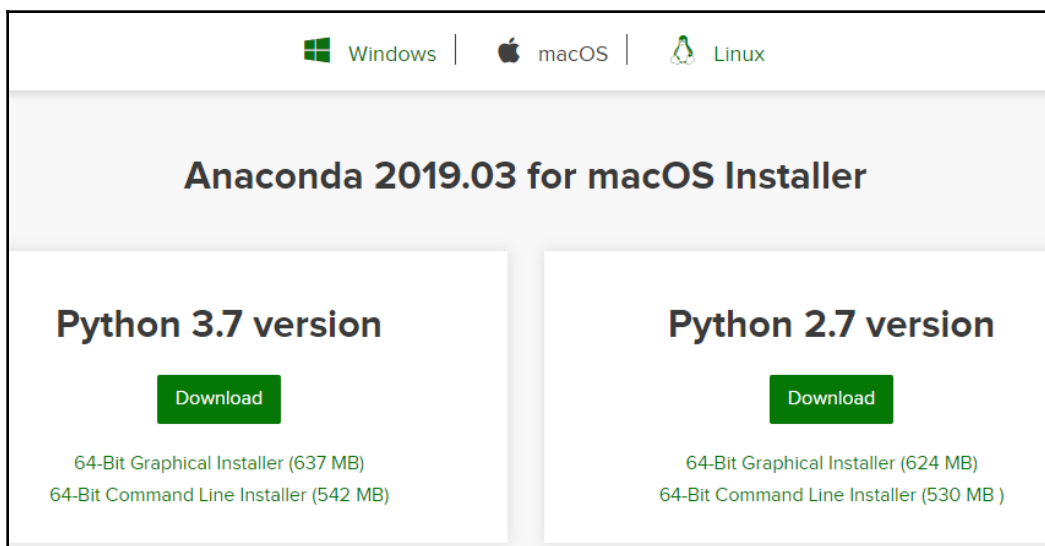 Windows macOS Linux
Anaconda 2019.03 for macOS Installer
Python 3.7 version
Download
64-Bit Graphical Installer (637 MB)
64-Bit Command Line Installer (542 MB)
Python 2.7 version
Download
64-Bit Graphical Installer (624 MB)
64-Bit Command Line Installer (530 MB )